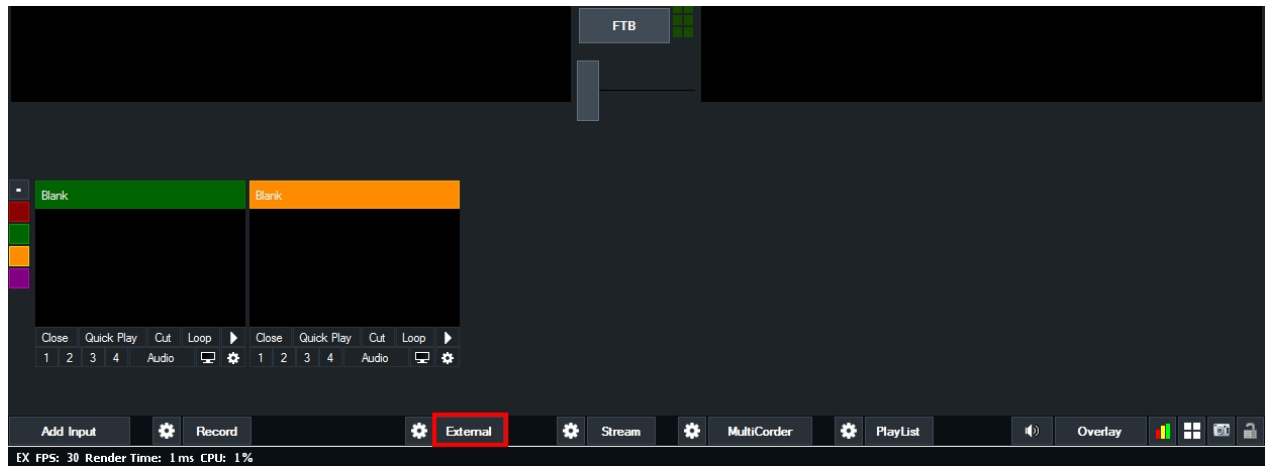 FTB
Blank Blank
Close Quick Play Cut Loop Close Quick Play Cut Loop
1 2 3 4 Audio 1 2 3 4 Audio
Add Input Record External Stream MultiCorder PlayList Overlay
EX FPS: 30 Render Time: 1 ms CPU: 1%